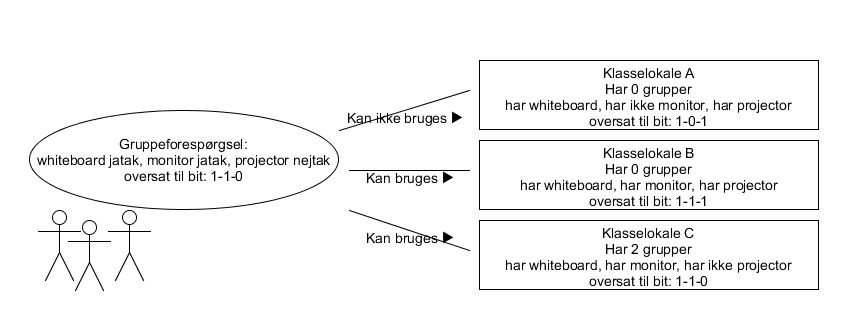 Gruppeforespørgsel:
whiteboard jatak, monitor jatak, projector nejtak
oversat til bit: 1-1-0
Kan ikke bruges ▶
Kan bruges ▶
Kan bruges ▶
Klasselokale A
Har 0 grupper
har whiteboard, har ikke monitor, har projector
oversat til bit: 1-0-1
Klasselokale B
Har 0 grupper
har whiteboard, har monitor, har projector
oversat til bit: 1-1-1
Klasselokale C
Har 2 grupper
har whiteboard, har monitor, har ikke projector
oversat til bit: 1-1-0